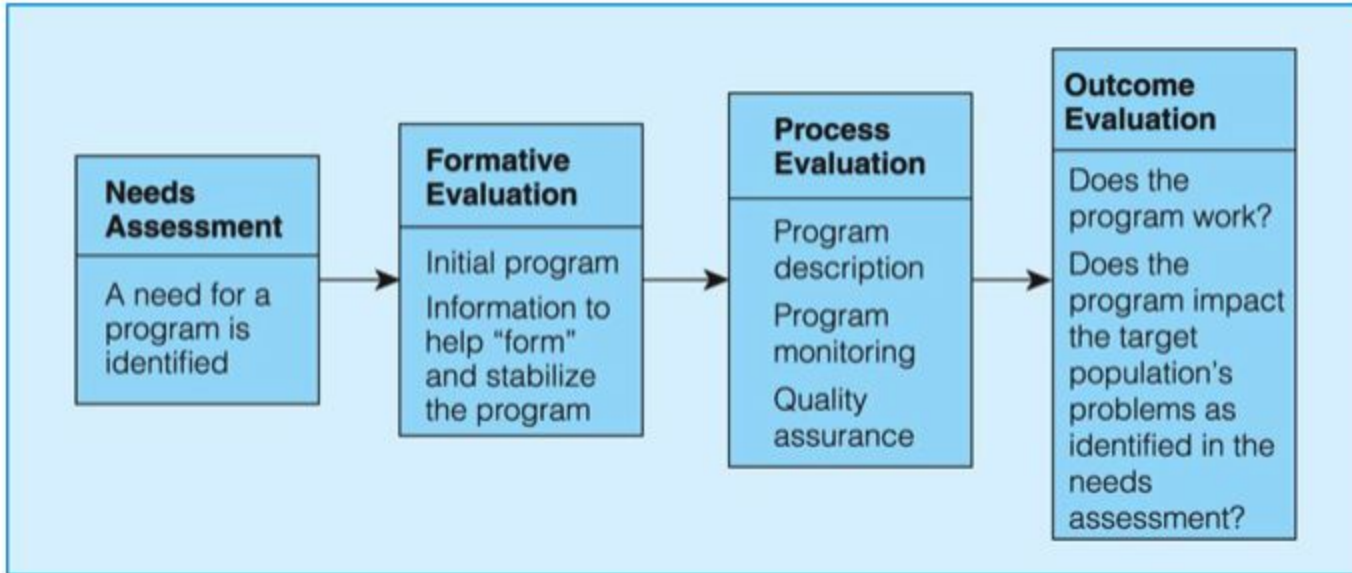 Needs
Assessment
A need for a
program is
identified
Formative
Evaluation
Initial program
Information to
help “form”
and stabilize
the program
Process
Evaluation
Program
description
Program
monitoring
Quality
assurance
Outcome
Evaluation
Does the
program work?
Does the
program impact
the target
population’s
problems as
identified in the
needs
assessment?